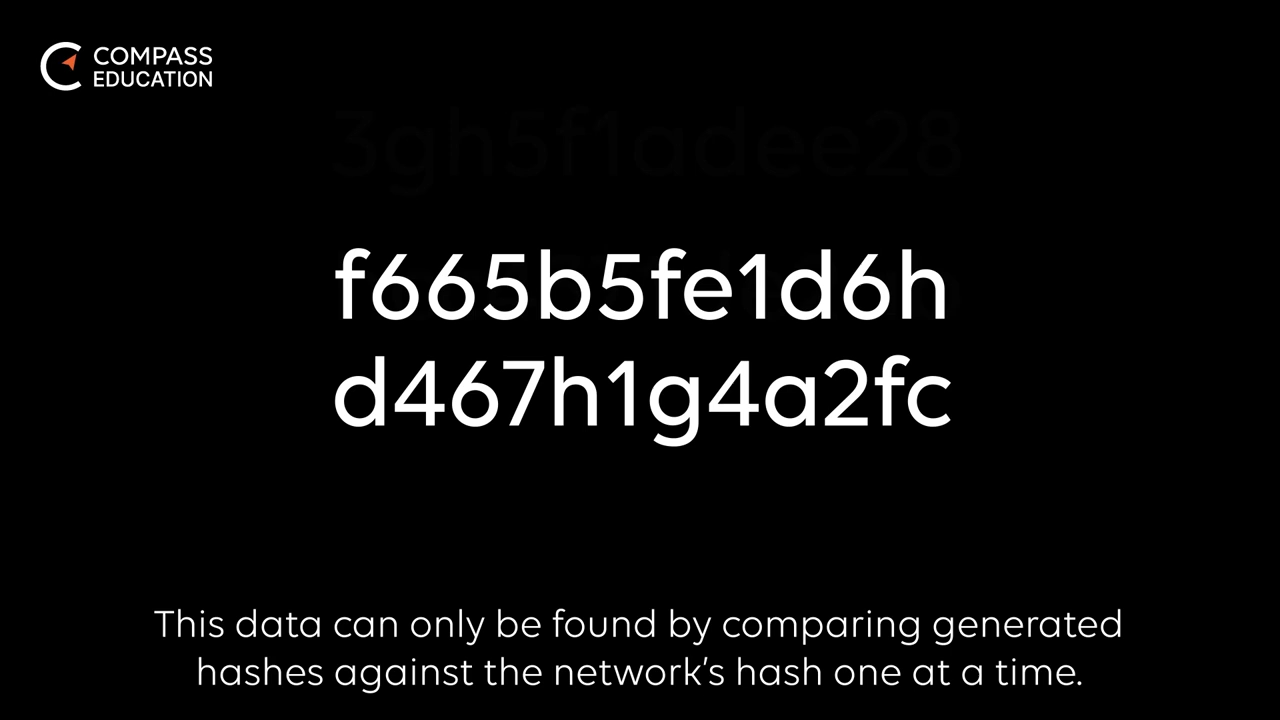 COMPASS
EDUCATION
3gh5f1adee28
f665b5fe1d6h
d467h1g4a2fc
This data can only be found by comparing generated
hashes against the network's hash one at a time.